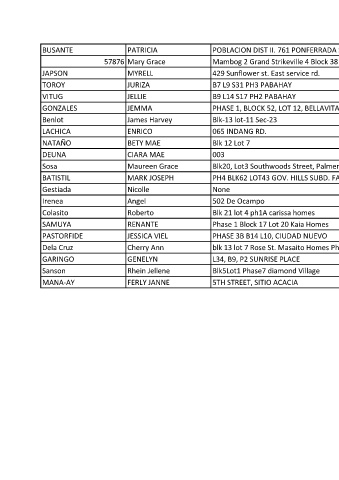 BUSANTE PATRICIA POBLACION DIST II. 761 PONFERRADA
57876 Mary Grace Mambog 2 Grand Strikeville 4 Block 38
JAPSON MYRELL 429 Sunflower st. East service rd.
TOROY JURIZA B7 L9 S31 PH3 PABAHAY
VITUG JELLIE B9 L14 S17 PH2 PABAHAY
GONZALES JEMMA PHASE 1, BLOCK 52, LOT 12, BELLAVITA
Benlot James Harvey Blk-13 lot-11 Sec-23
LACHICA ENRICO 065 INDANG RD.
NATAÑO BETY MAE Blk 12 Lot 7
DEUNA CIARA MAE 003
Sosa Maureen Grace Blk20, Lot3 Southwoods Street, Palmer
BATISTIL MARK JOSEPH PH4 BLK62 LOT43 GOV. HILLS SUBD. FA
Gestiada Nicolle None
Irenea Angel 502 De Ocampo
Colasito Roberto Blk 21 lot 4 ph1A carissa homes
SAMUYA RENANTE Phase 1 Block 17 Lot 20 Kaia Homes
PASTORFIDE JESSICA VIEL PHASE 3B B14 L10, CIUDAD NUEVO
Dela Cruz Cherry Ann blk 13 lot 7 Rose St. Masaito Homes Ph
GARINGO GENELYN L34, B9, P2 SUNRISE PLACE
Sanson Rhein Jellene Blk5Lot1 Phase7 diamond Village
MANA-AY FERLY JANNE 5TH STREET, SITIO ACACIA